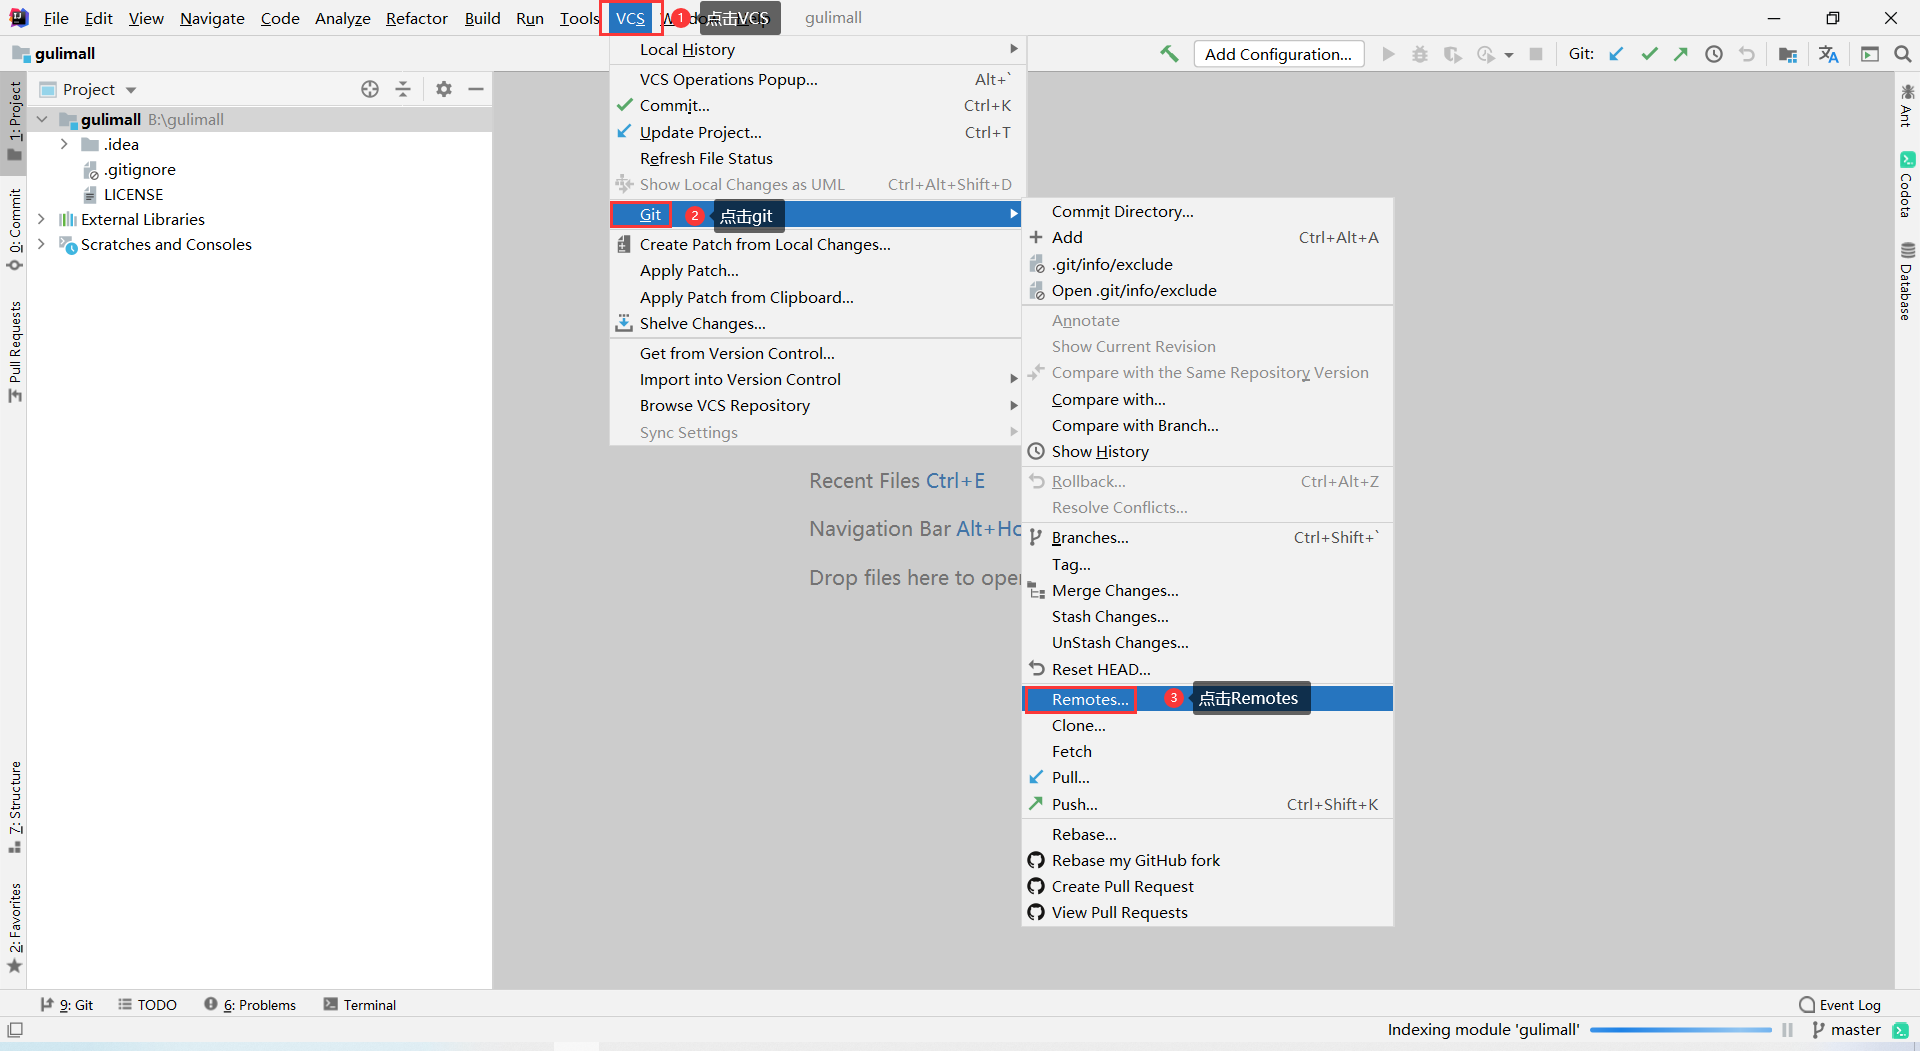 File Edit View Navigate Code Analyze Refactor Build Run Tools VCS 1 点击VCS gulimall
gulimall
Add Configuration... Git:
1: Project
0: Commit
Pull Requests
7: Structure
2: Favorites
Project
gulimall B:\gulimall
.idea
.gitignore
LICENSE
External Libraries
Scratches and Consoles
Local History
VCS Operations Popup... Alt+`
Commit... Ctrl+K
Update Project... Ctrl+T
Refresh File Status
Show Local Changes as UML Ctrl+Alt+Shift+D
Git 2 点击git
Create Patch from Local Changes...
Apply Patch...
Apply Patch from Clipboard...
Shelve Changes...
Get from Version Control...
Import into Version Control
Browse VCS Repository
Sync Settings
Recent Files Ctrl+E
Navigation Bar Alt+Ho
Drop files here to open
Commit Directory...
Add Ctrl+Alt+A
.git/info/exclude
Open .git/info/exclude
Annotate
Show Current Revision
Compare with the Same Repository Version
Compare with...
Compare with Branch...
Show History
Rollback... Ctrl+Alt+Z
Resolve Conflicts...
Branches... Ctrl+Shift+`
Tag...
Merge Changes...
Stash Changes...
UnStash Changes...
Reset HEAD...
Remotes... 3 点击Remotes
Clone...
Fetch
Pull...
Push... Ctrl+Shift+K
Rebase...
Rebase my GitHub fork
Create Pull Request
View Pull Requests
Ant
Codota
Database
9: Git TODO 6: Problems Terminal Event Log
Indexing module 'gulimall' master